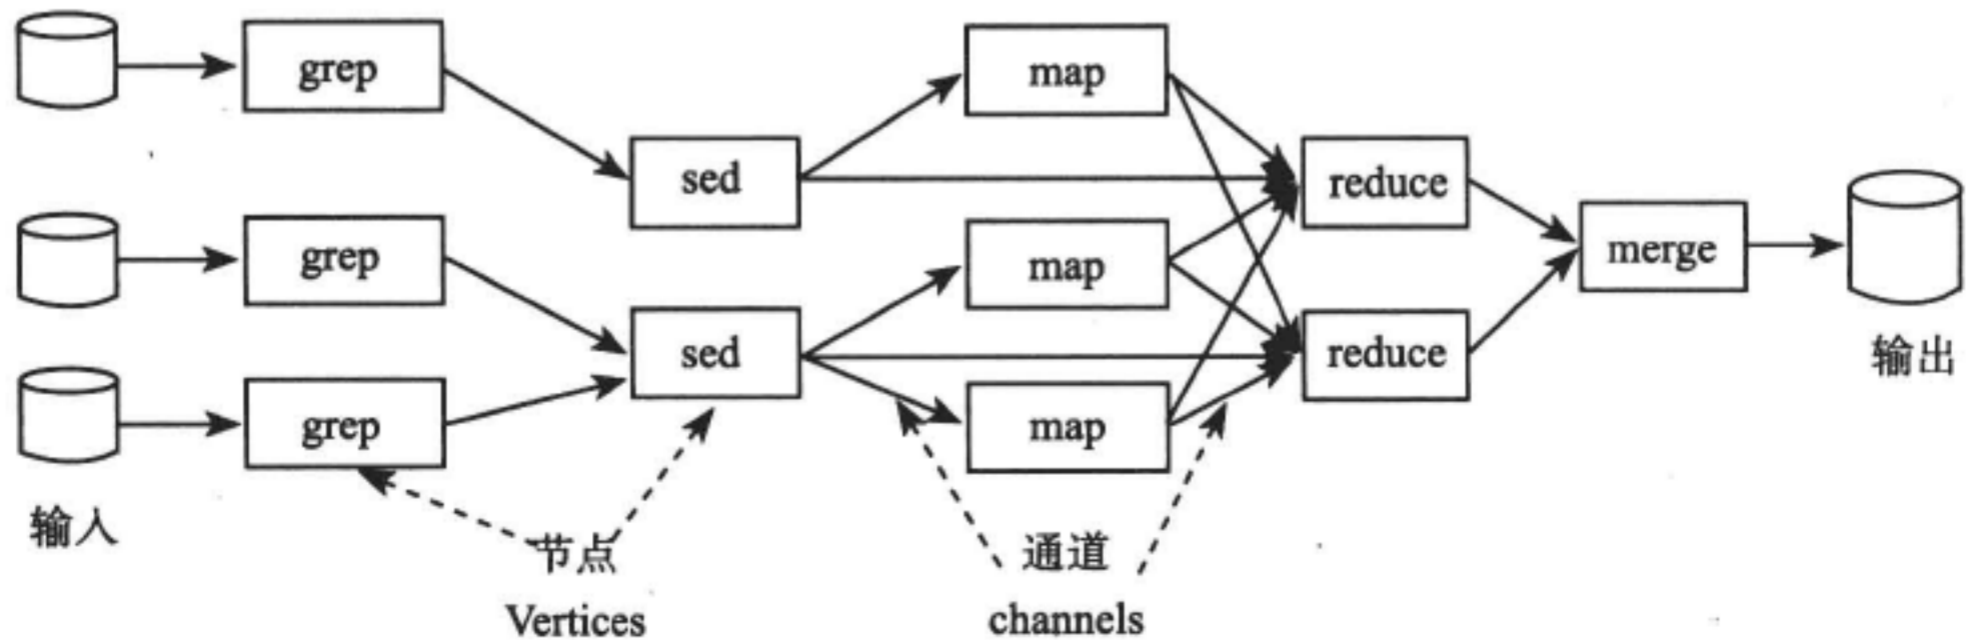 grep
map
sed
reduce
grep
map
merge
sed
reduce
输出
grep
map
输入
节点
Vertices
通道
channels